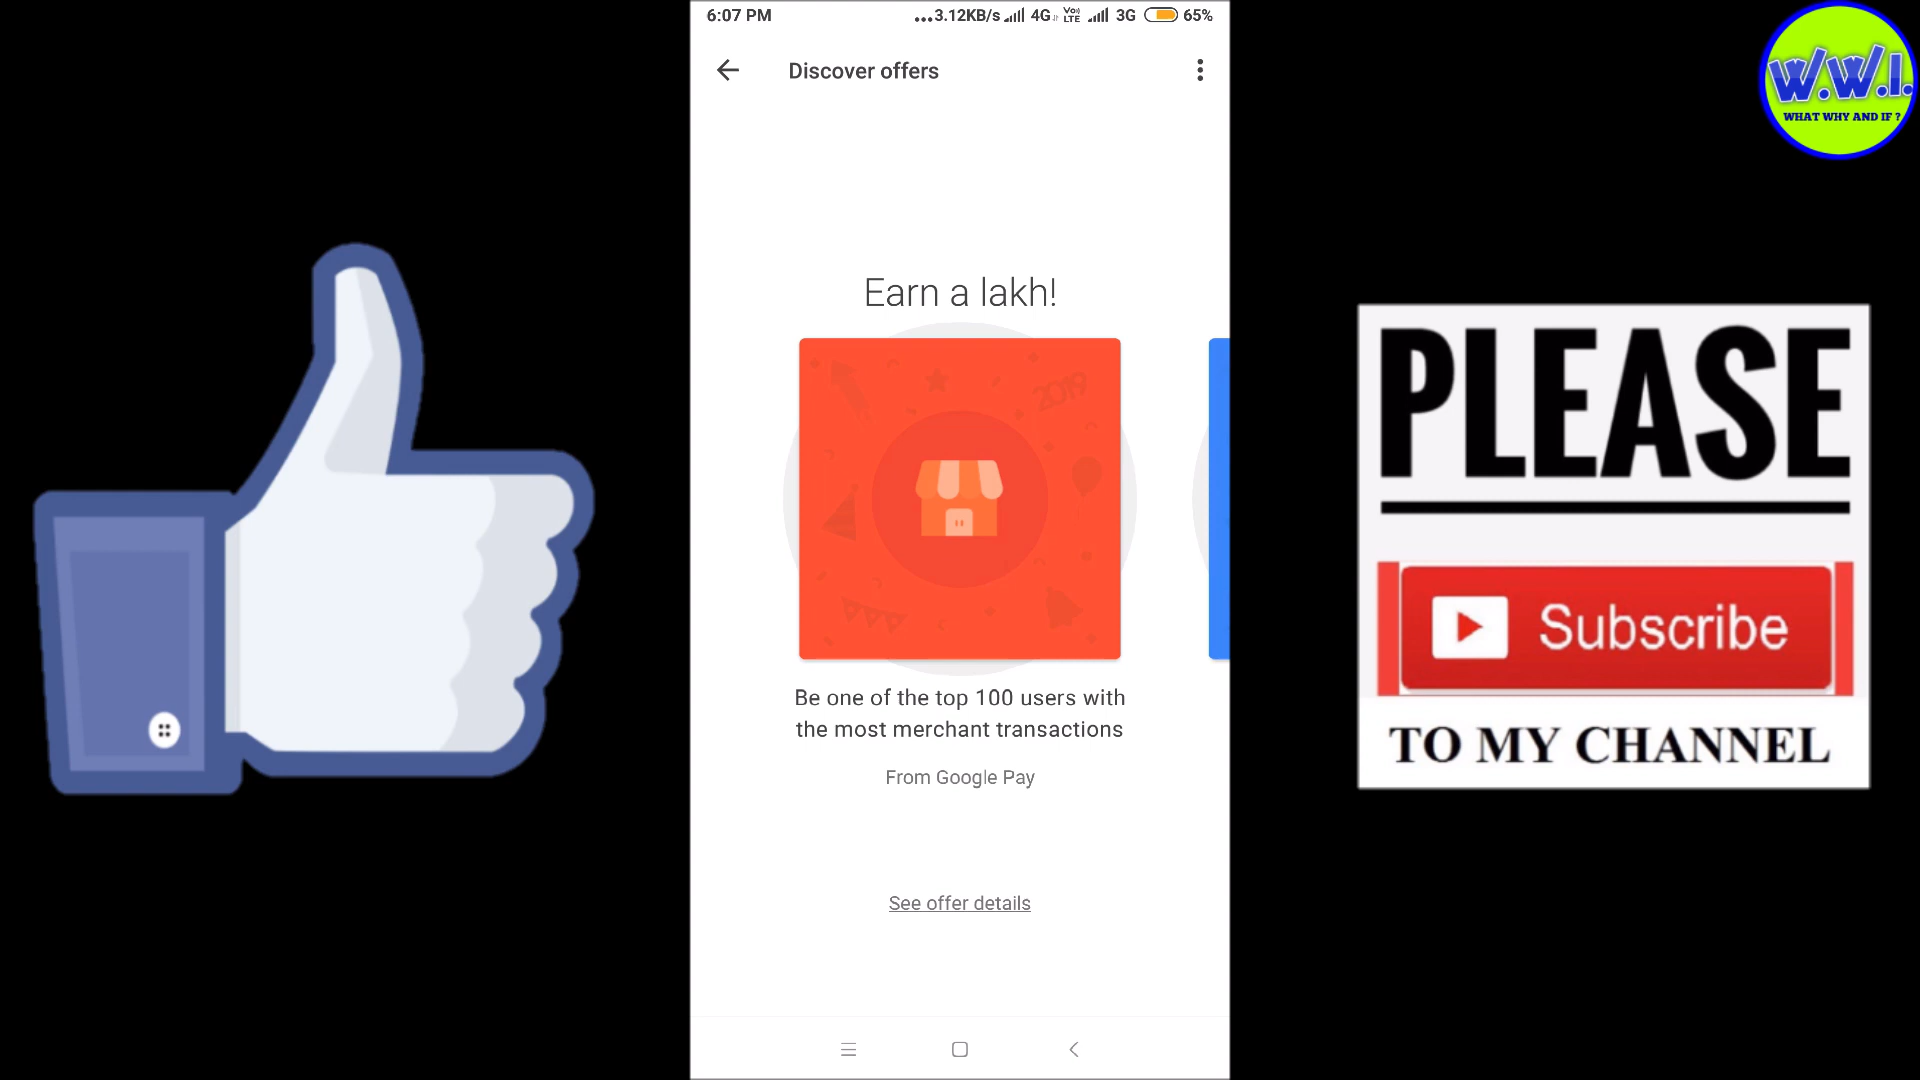 6:07 PM
...3.12KB/s 4G Vo)) LTE 3G 65%
Discover offers
Earn a lakh!
2019
Be one of the top 100 users with
the most merchant transactions
From Google Pay
See offer details
W.W.I.
WHAT WHY AND IF ?
PLEASE
Subscribe
TO MY CHANNEL